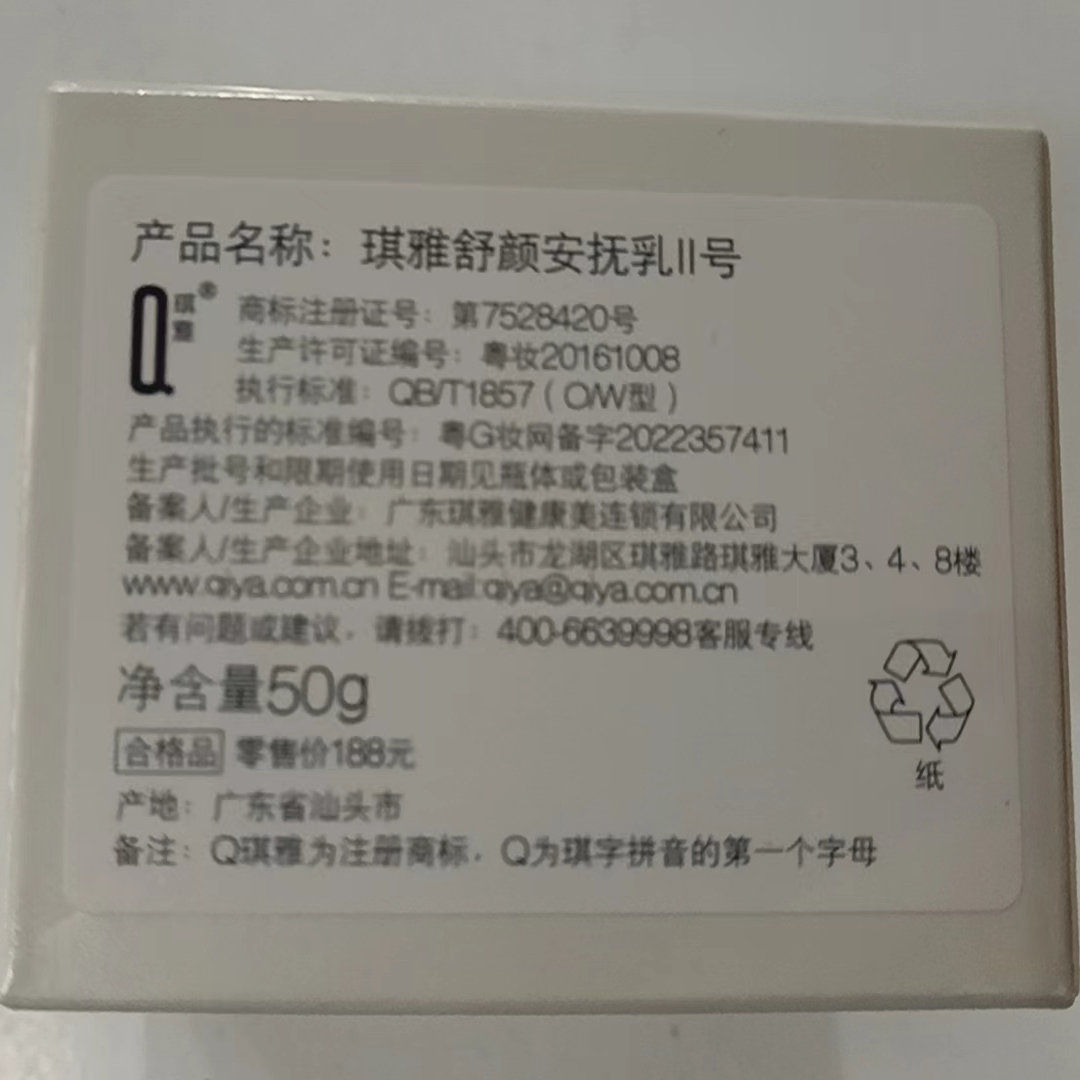 产品名称：琪雅舒颜安抚乳II号
Q琪雅®
商标注册证号：第7528420号
生产许可证编号：粤妆20161008
执行标准：QB/T1857（O/W型）
产品执行的标准编号：粤G妆网备字2022357411
生产批号和限期使用日期见瓶体或包装盒
备案人/生产企业：广东琪雅健康美连锁有限公司
备案人/生产企业地址：汕头市龙湖区琪雅路琪雅大厦3、4、8楼
www.qiya.com.cn E-mail:qiya@qiya.com.cn
若有问题或建议，请拨打：400-6639998客服专线
净含量50g
合格品 零售价188元
产地：广东省汕头市
备注：Q琪雅为注册商标，Q为琪字拼音的第一个字母
纸